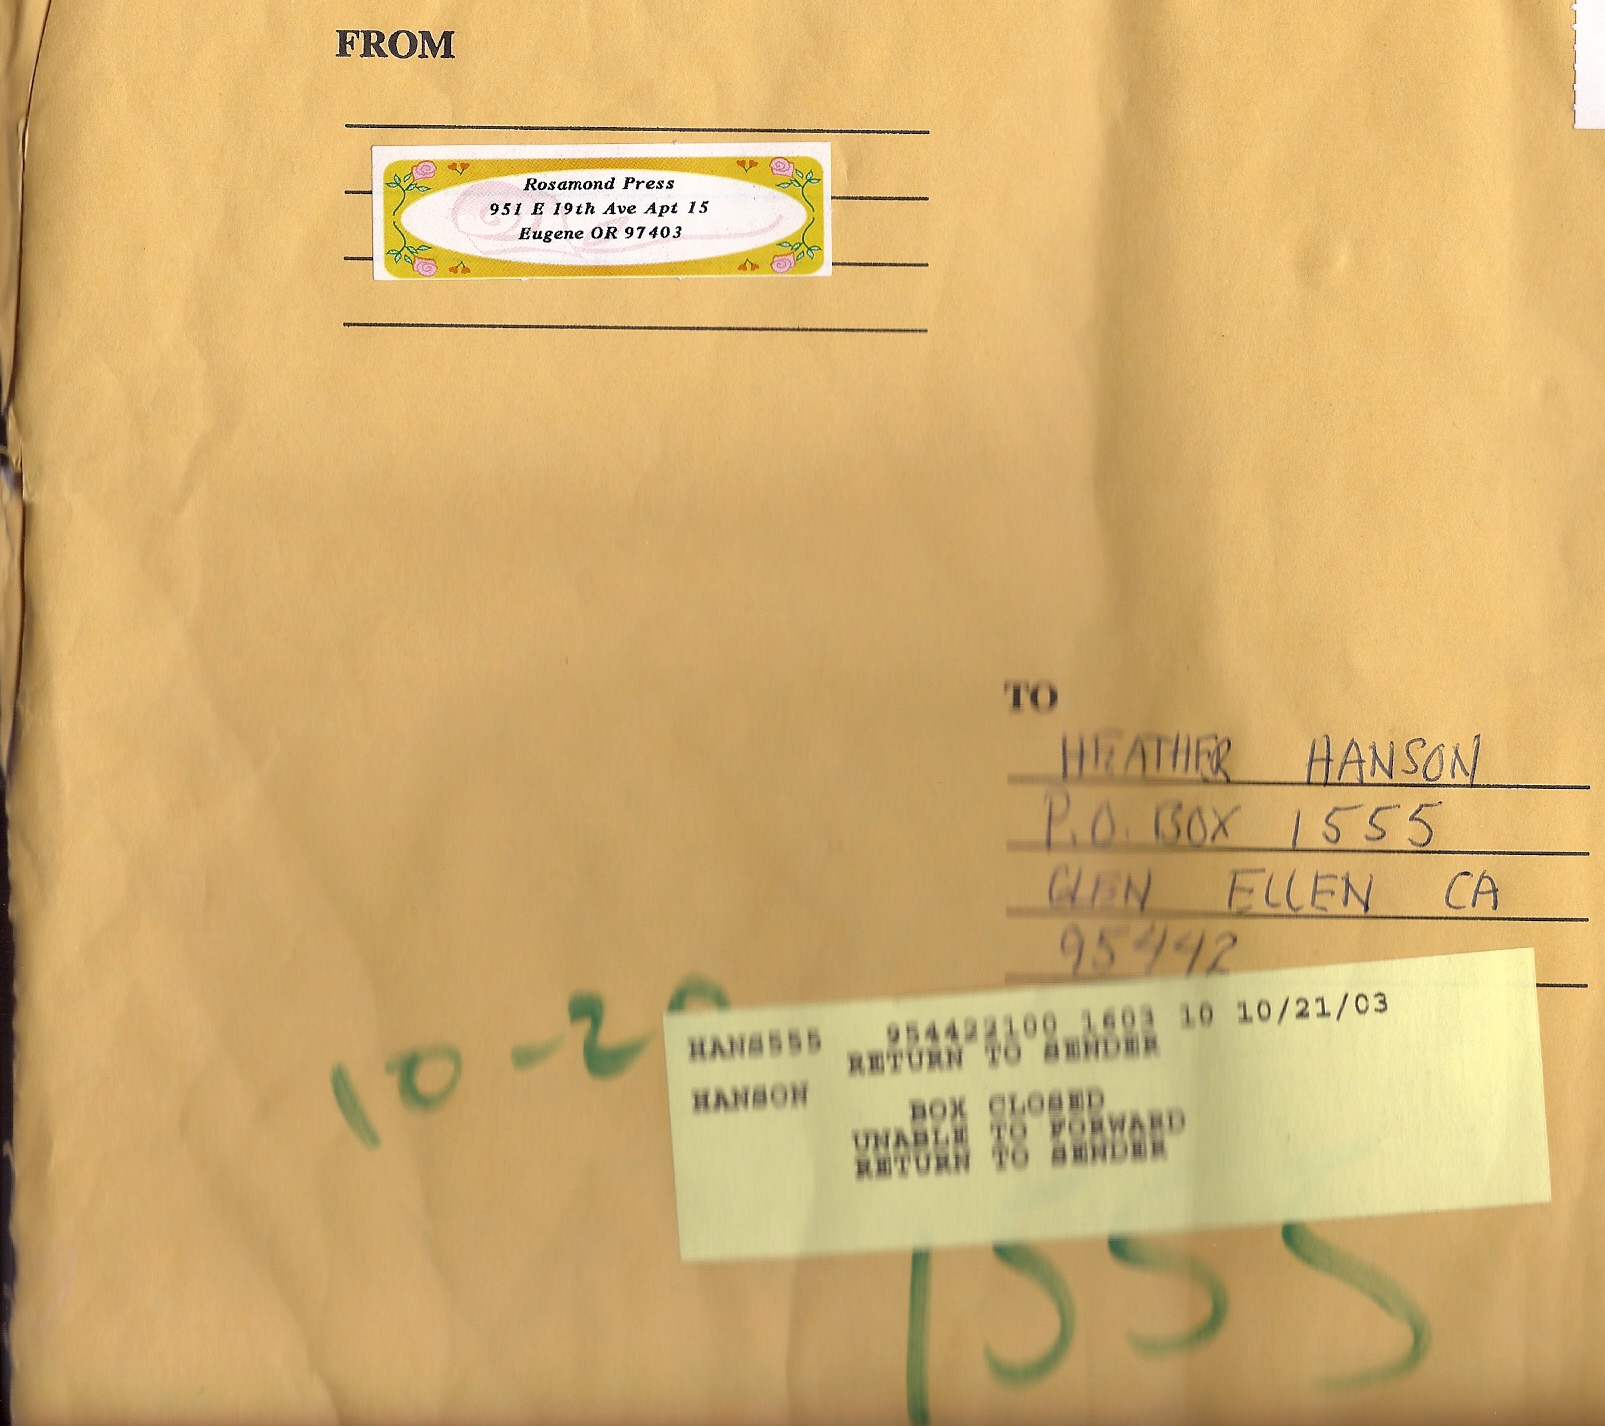 FROM
Rosamond Press
951 E 19th Ave Apt 15
Eugene OR 97403
TO
HEATHER HANSON
P.O. BOX 1555
GLEN ELLEN CA
95442
10-20
HANS555 954422100 1603 10 10/21/03
RETURN TO SENDER
HANSON
BOX CLOSED
UNABLE TO FORWARD
RETURN TO SENDER
1555